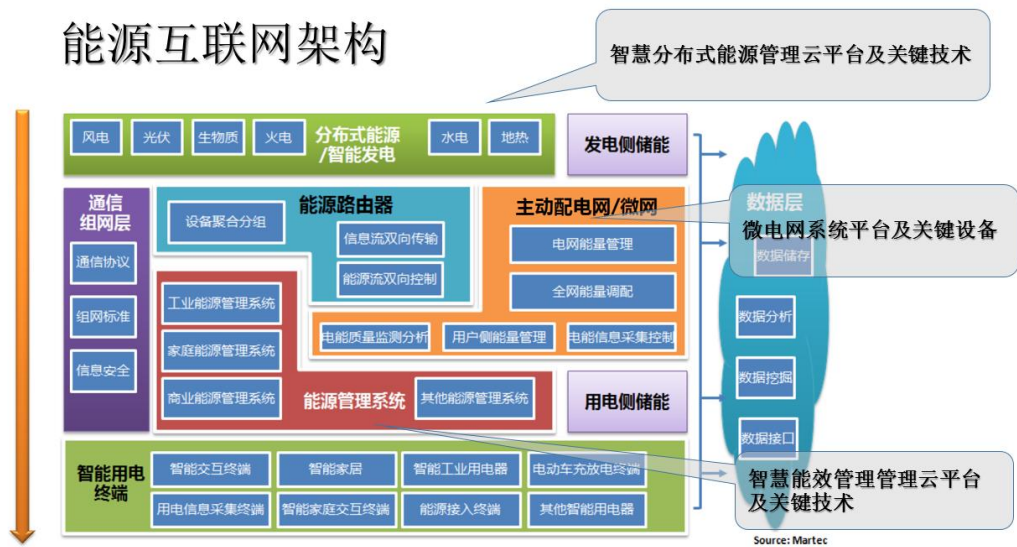 能源互联网架构
智慧分布式能源管理云平台及关键技术
风电
光伏
生物质
火电
分布式能源
/智能发电
水电
地热
发电侧储能
通信
组网层
通信协议
组网标准
信息安全
能源路由器
设备聚合分组
信息流双向传输
能源流双向控制
主动配电网/微网
电网能量管理
全网能量调配
电能质量监测分析
用户侧能量管理
电能信息采集控制
数据层
微电网系统平台及关键设备
数据储存
数据分析
数据挖掘
数据接口
工业能源管理系统
家庭能源管理系统
商业能源管理系统
能源管理系统
其他能源管理系统
用电侧储能
智能用电
终端
智能交互终端
智能家居
智能工业用电器
电动车充放电终端
用电信息采集终端
智能家庭交互终端
能源接入终端
其他智能用电器
智慧能效管理管理云平台
及关键技术
Source: Martec